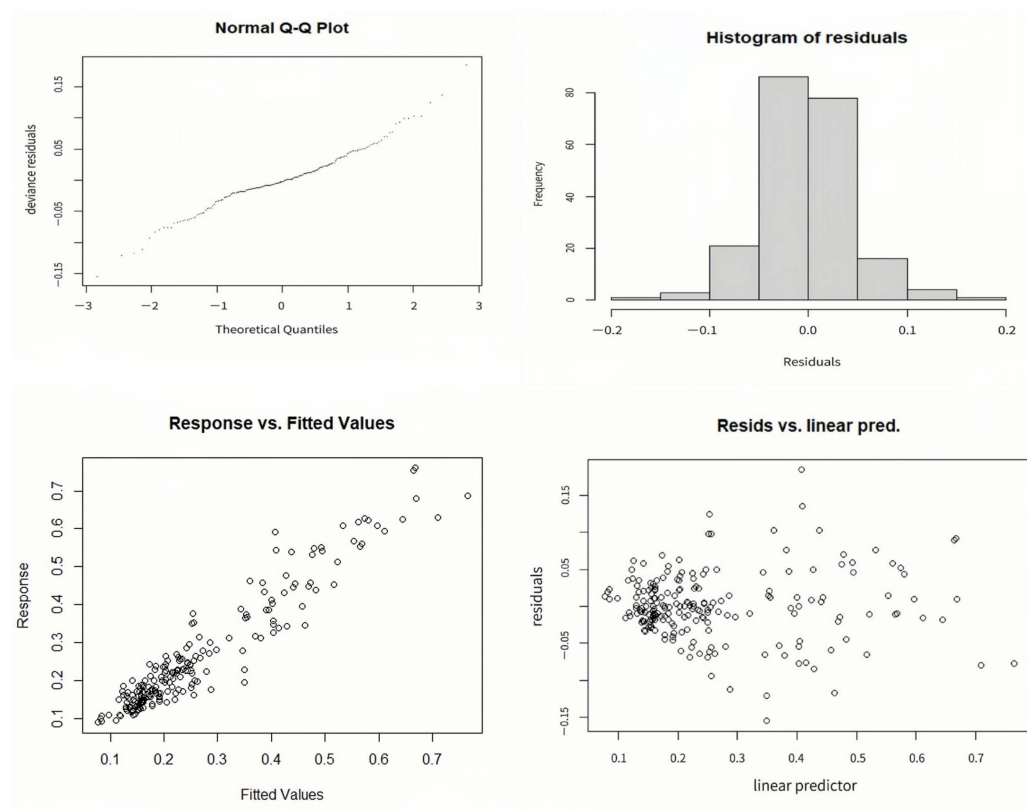 Normal Q-Q Plot
deviance residuals
0.15
0.05
−0.05
−0.15
−3 −2 −1 0 1 2 3
Theoretical Quantiles
Histogram of residuals
Frequency
80
60
40
20
0
−0.2 −0.1 0.0 0.1 0.2
Residuals
Response vs. Fitted Values
Response
0.7
0.6
0.5
0.4
0.3
0.2
0.1
0.1 0.2 0.3 0.4 0.5 0.6 0.7
Fitted Values
Resids vs. linear pred.
residuals
0.15
0.05
−0.05
−0.15
0.1 0.2 0.3 0.4 0.5 0.6 0.7
linear predictor